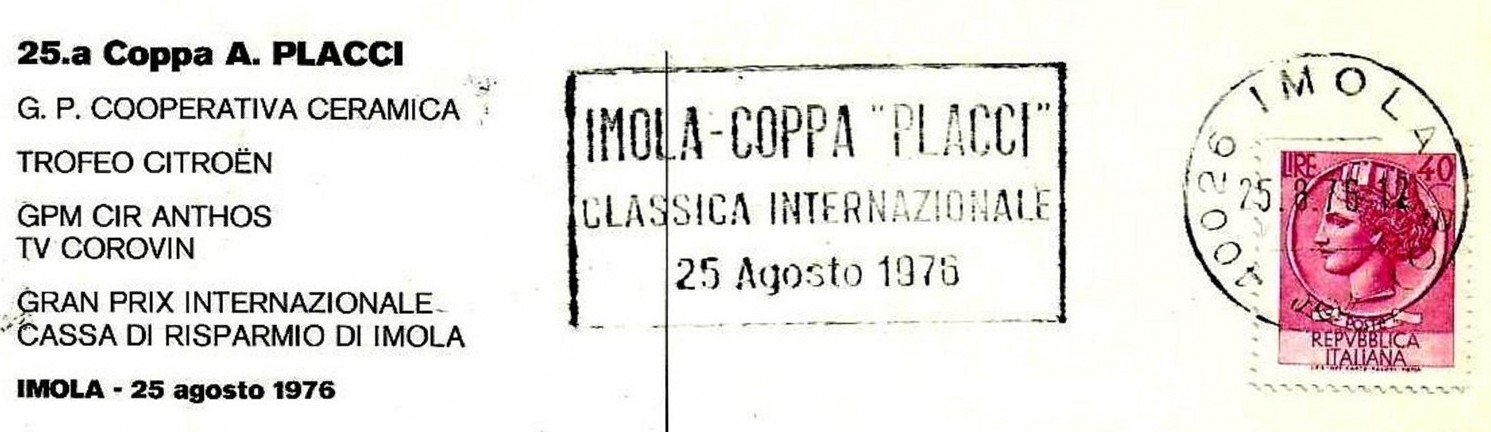 25.a Coppa A. PLACCI
G. P. COOPERATIVA CERAMICA
TROFEO CITROËN
GPM CIR ANTHOS
TV COROVIN
GRAN PRIX INTERNAZIONALE
CASSA DI RISPARMIO DI IMOLA
IMOLA - 25 agosto 1976
IMOLA-COPPA "PLACCI"
CLASSICA INTERNAZIONALE
25 Agosto 1976
40026 IMOLA
25.8.76
LIRE 40
POSTE
REPVBBLICA
ITALIANA